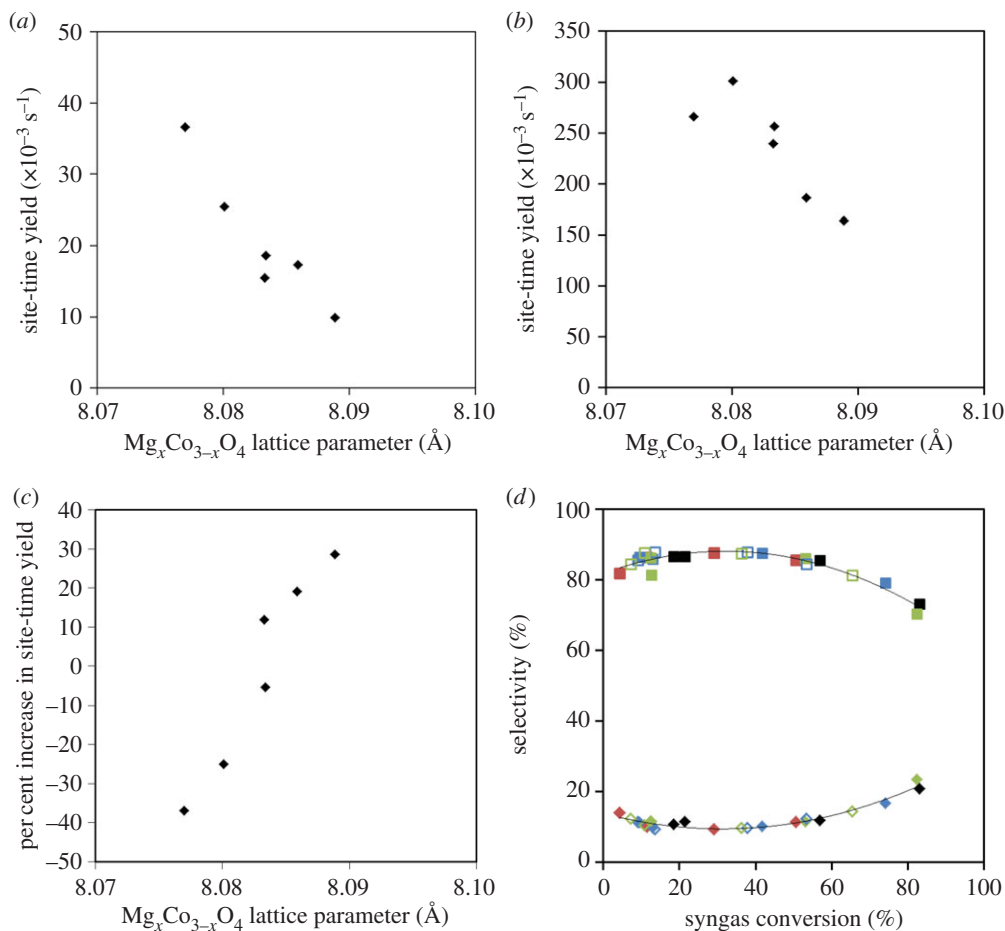 (a)
50
40
30
20
10
0
site-time yield (×10⁻³ s⁻¹)
8.07 8.08 8.09 8.10
MgₓCo₃₋ₓO₄ lattice parameter (Å)
(b)
350
300
250
200
150
100
50
0
site-time yield (×10⁻³ s⁻¹)
8.07 8.08 8.09 8.10
MgₓCo₃₋ₓO₄ lattice parameter (Å)
(c)
40
30
20
10
0
–10
–20
–30
–40
–50
per cent increase in site-time yield
8.07 8.08 8.09 8.10
MgₓCo₃₋ₓO₄ lattice parameter (Å)
(d)
100
80
60
40
20
0
selectivity (%)
0 20 40 60 80 100
syngas conversion (%)